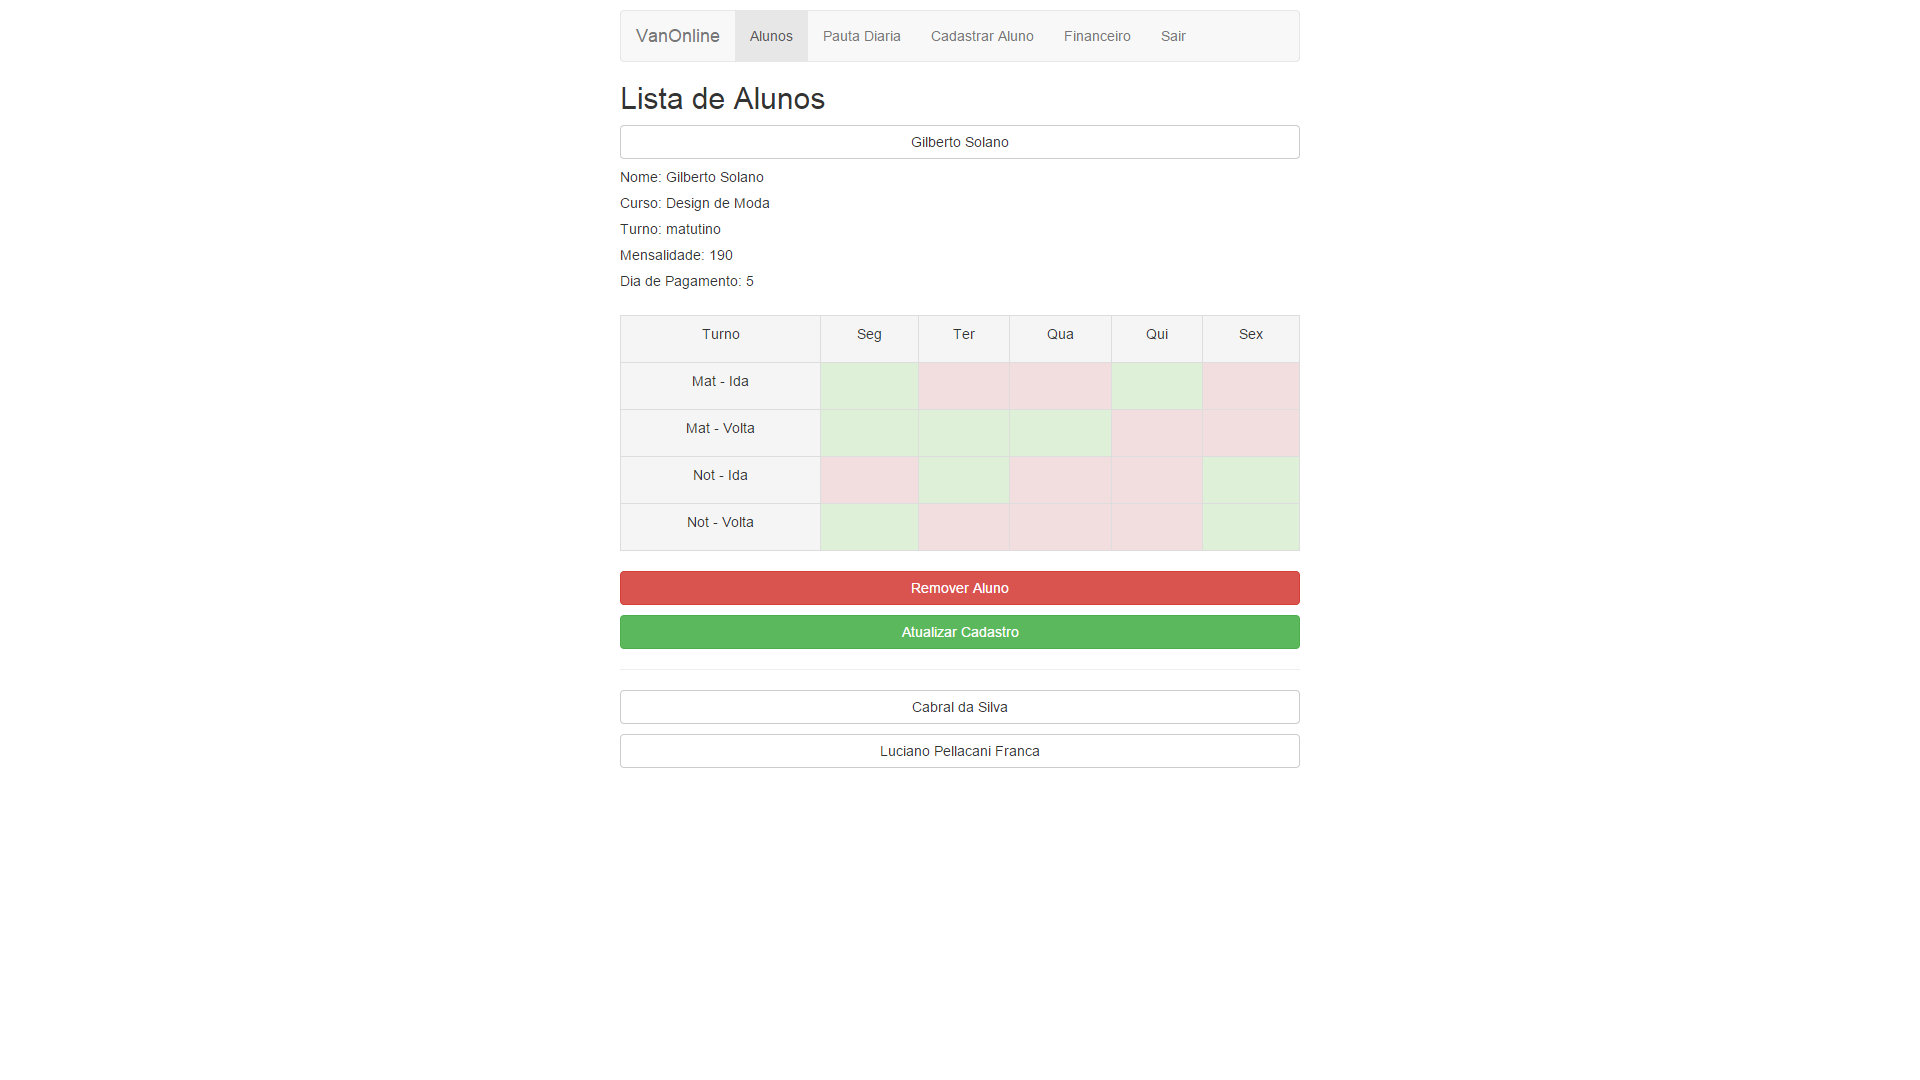 VanOnline Alunos Pauta Diaria Cadastrar Aluno Financeiro Sair
Lista de Alunos
Gilberto Solano
Nome: Gilberto Solano
Curso: Design de Moda
Turno: matutino
Mensalidade: 190
Dia de Pagamento: 5
Turno Seg Ter Qua Qui Sex
Mat - Ida
Mat - Volta
Not - Ida
Not - Volta
Remover Aluno
Atualizar Cadastro
Cabral da Silva
Luciano Pellacani Franca